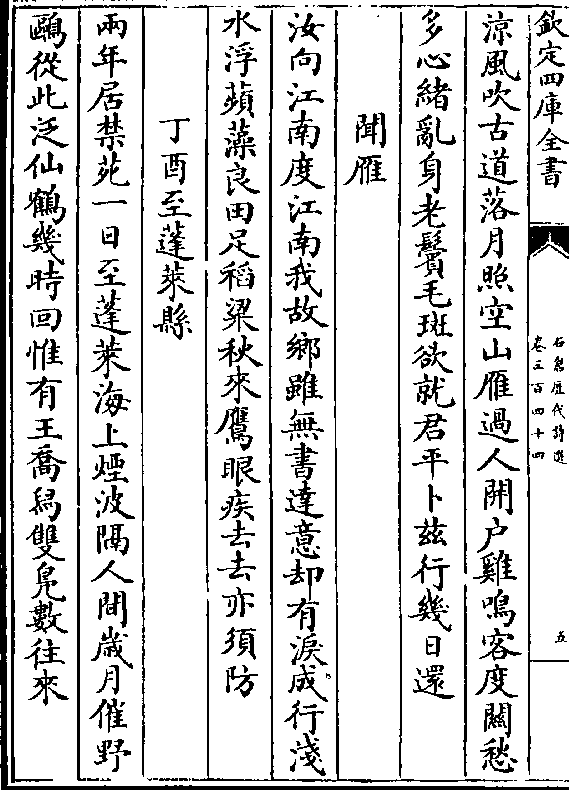 欽定四庫全書
石倉歴代詩選
卷三百四十四
五
涼風吹古道落月照空山雁過人開户雞鳴客度闗愁
多心緒亂身老鬢毛斑欲就君平卜兹行幾日還
聞雁
汝向江南度江南我故鄉雖無書達意却有淚成行淺
水浮蘋藻良田足稻粱秋來鷹眼疾去去亦須防
丁酉至蓬萊縣
兩年居禁苑一日至蓬萊海上煙波隔人間歳月催野
鷗從此泛仙鶴幾時回惟有王喬舄雙鳬數往來